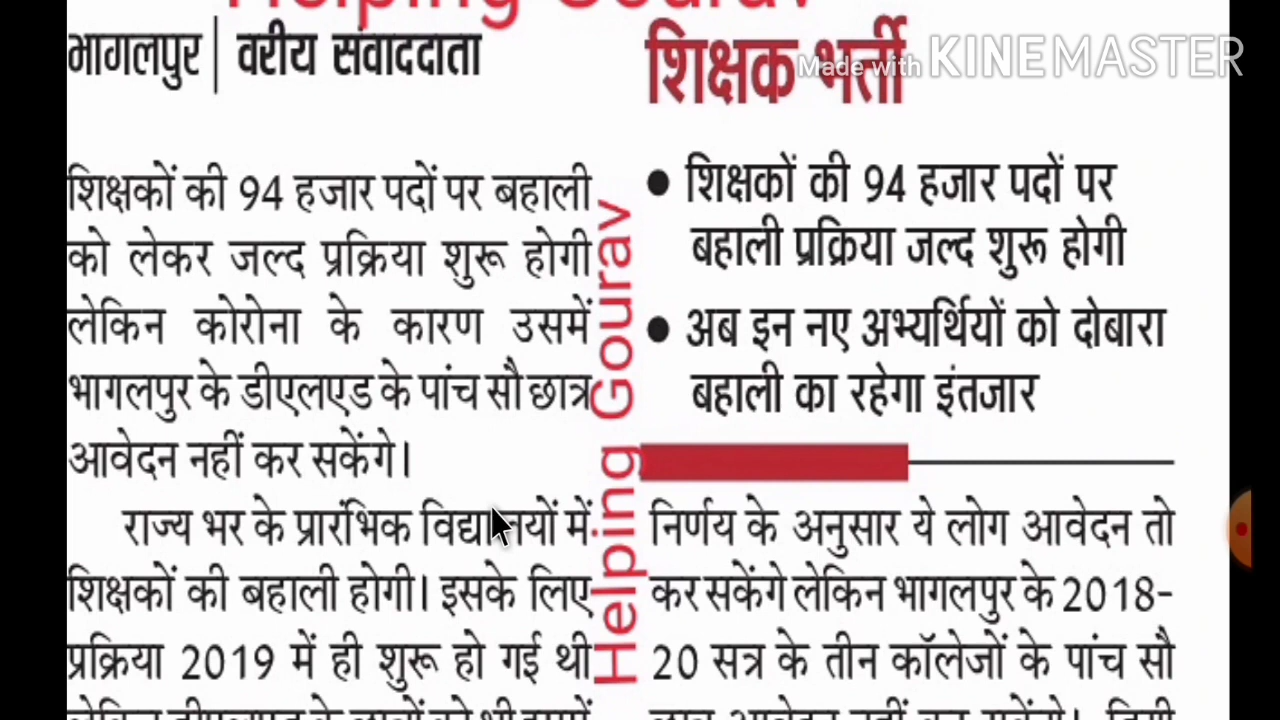 Helping Gourav
भागलपुर | वरीय संवाददाता
शिक्षकों की 94 हजार पदों पर बहाली
को लेकर जल्द प्रक्रिया शुरू होगी
लेकिन कोरोना के कारण उसमें
भागलपुर के डीएलएड के पांच सौ छात्र
आवेदन नहीं कर सकेंगे।
राज्य भर के प्रारंभिक विद्यालयों में
शिक्षकों की बहाली होगी। इसके लिए
प्रक्रिया 2019 में ही शुरू हो गई थी
Helping Gourav
शिक्षक भर्ती
Made with KINEMASTER
• शिक्षकों की 94 हजार पदों पर
बहाली प्रक्रिया जल्द शुरू होगी
• अब इन नए अभ्यर्थियों को दोबारा
बहाली का रहेगा इंतजार
निर्णय के अनुसार ये लोग आवेदन तो
कर सकेंगे लेकिन भागलपुर के 2018-
20 सत्र के तीन कॉलेजों के पांच सौ